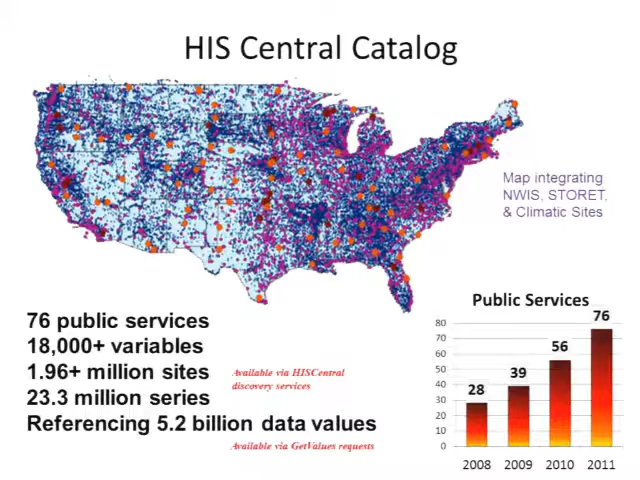 HIS Central Catalog
Map integrating
NWIS, STORET,
& Climatic Sites
76 public services
18,000+ variables
1.96+ million sites
Available via HISCentral
discovery services
23.3 million series
Referencing 5.2 billion data values
Available via GetValues requests
Public Services
80
70
60
50
40
30
20
10
0
28
39
56
76
2008 2009 2010 2011